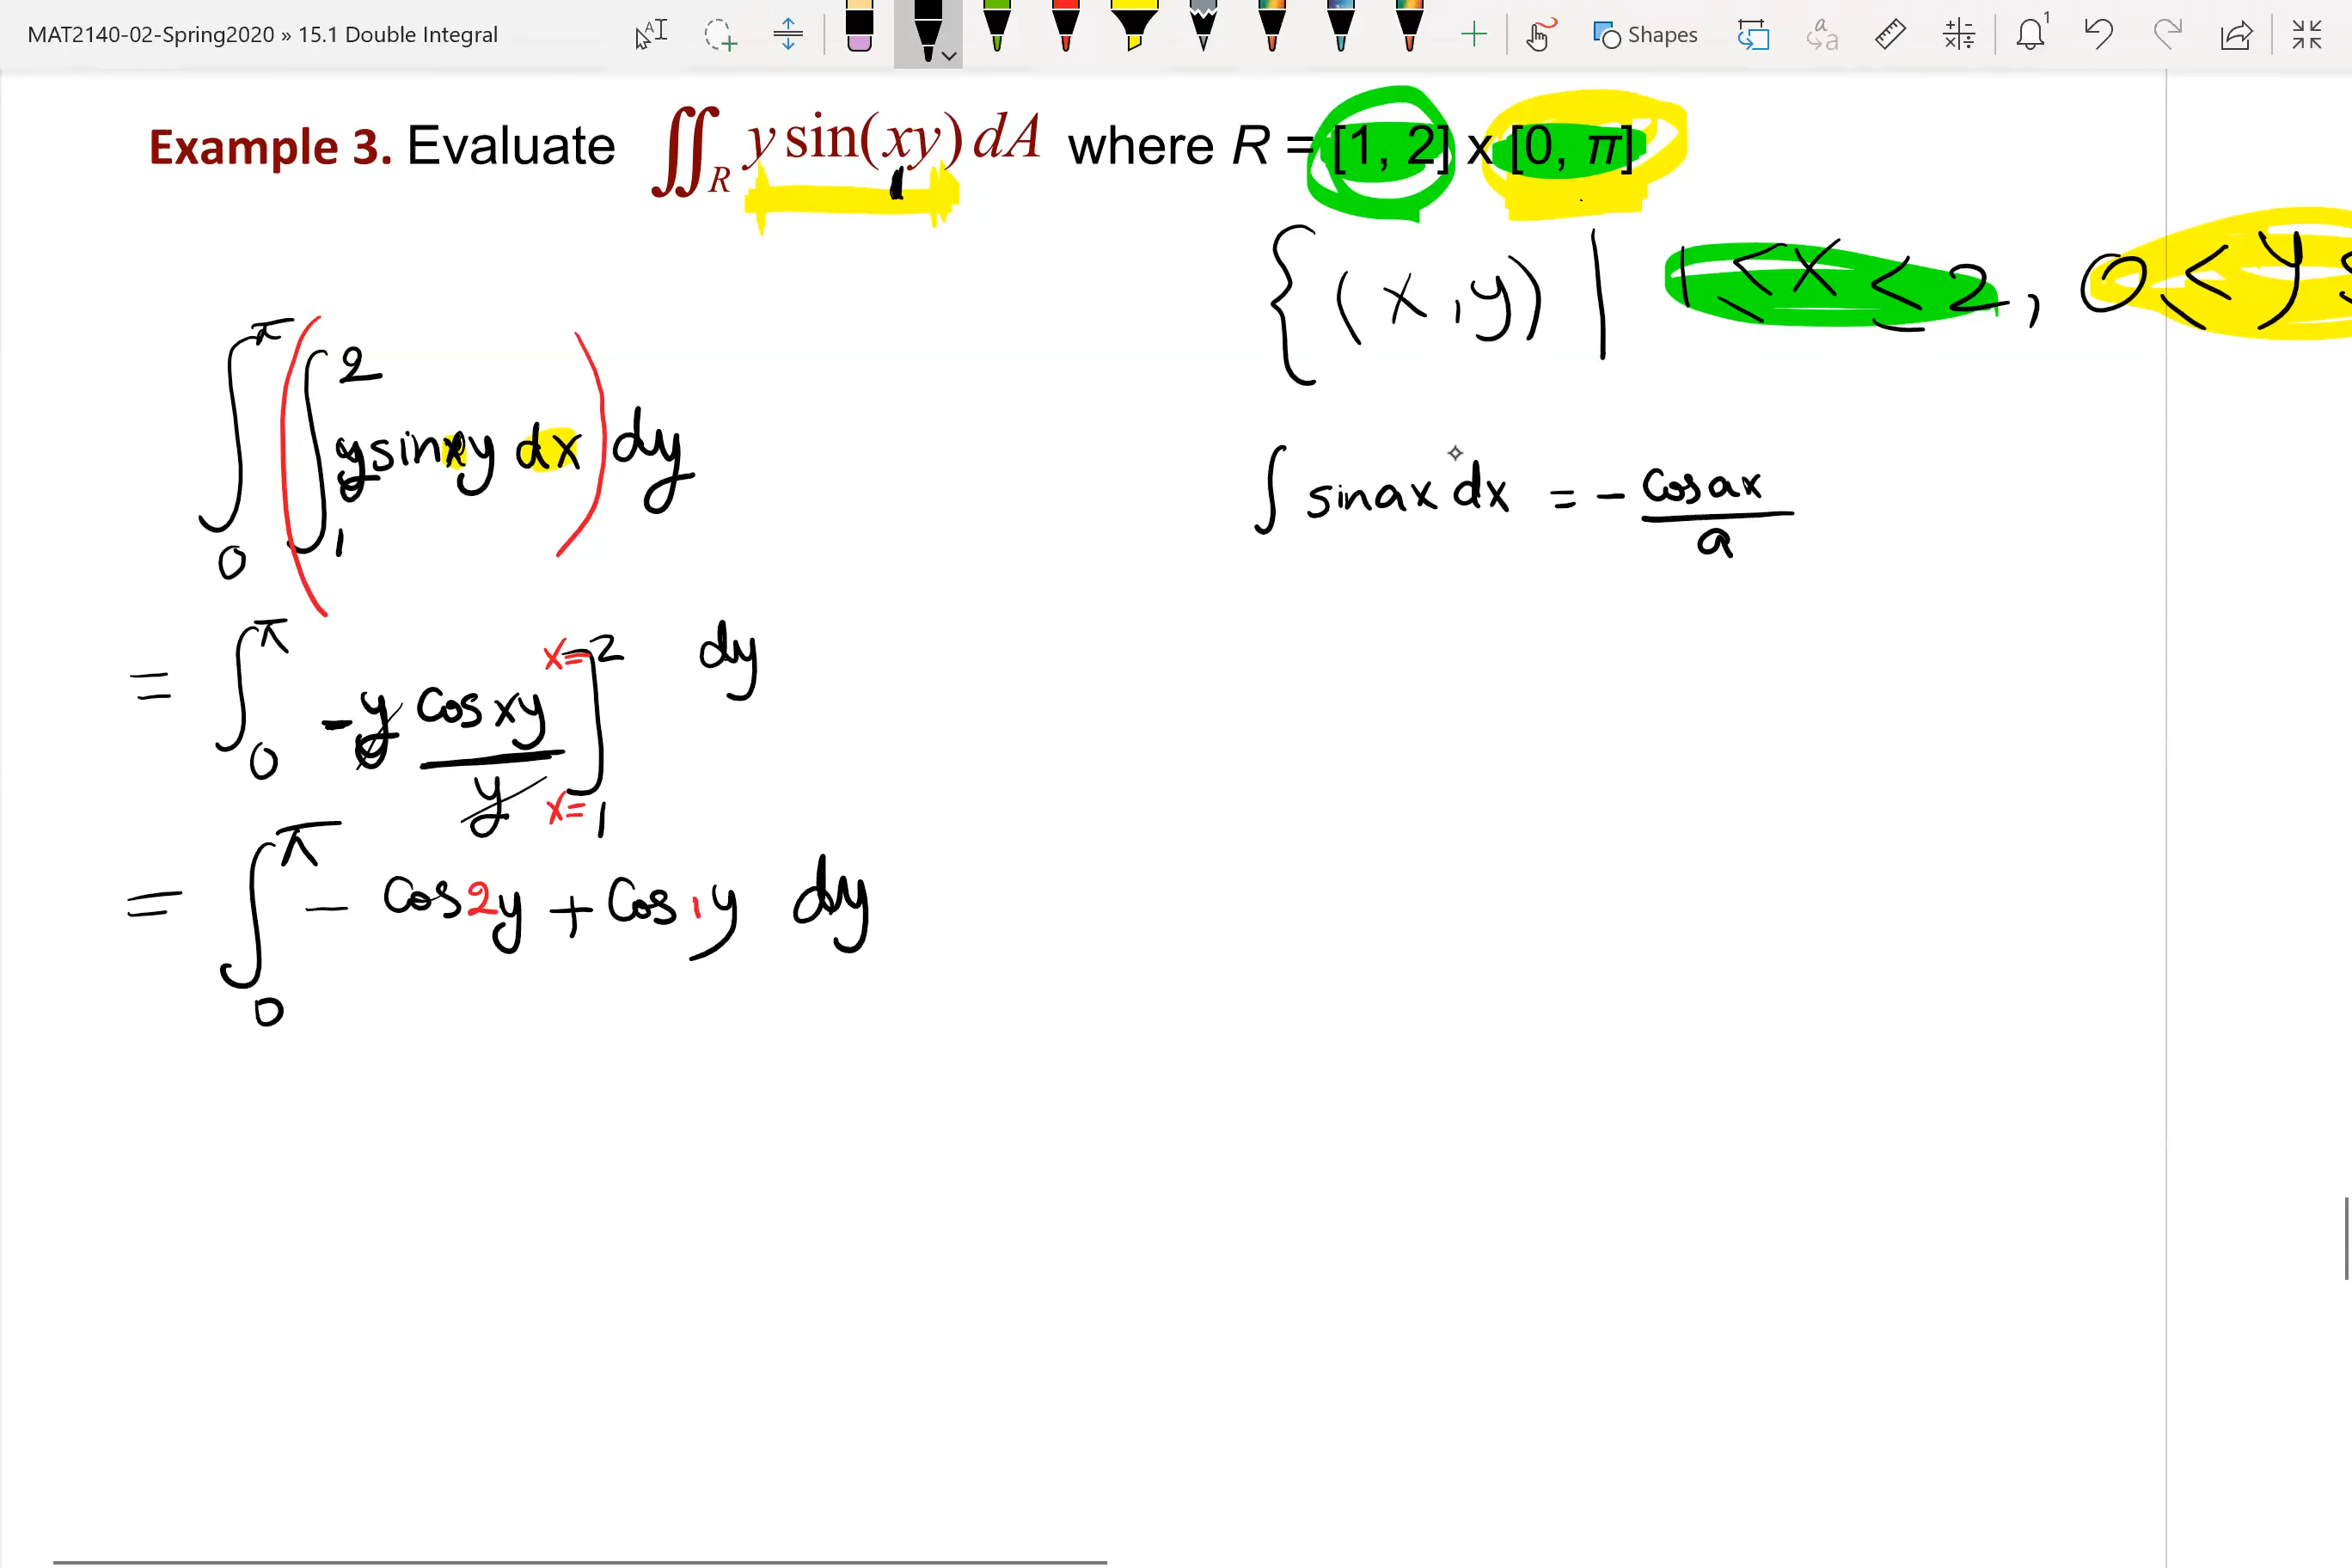 MAT2140-02-Spring2020 » 15.1 Double Integral
Shapes
1
Example 3. Evaluate ∬_R y sin(xy) dA where R = [1, 2] x [0, π]
{ (x, y) | 1 ≤ x ≤ 2, 0 ≤ y ≤
∫_0^π ( ∫_1^2 y sin xy dx ) dy
∫ sin ax dx = - cos ax / a
= ∫_0^π - y cos xy / y ]_{x=1}^{x=2} dy
= ∫_0^π - cos 2y + cos 1y dy